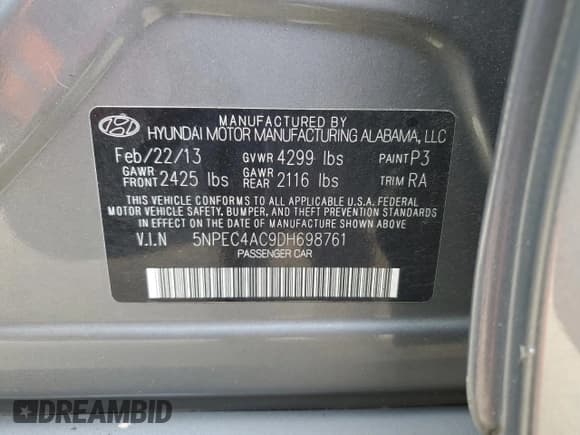 MANUFACTURED BY
HYUNDAI MOTOR MANUFACTURING ALABAMA, LLC
Feb/22/13 GVWR 4299 lbs PAINT P3
GAWR FRONT 2425 lbs GAWR REAR 2116 lbs TRIM RA
THIS VEHICLE CONFORMS TO ALL APPLICABLE U.S.A. FEDERAL
MOTOR VEHICLE SAFETY, BUMPER, AND THEFT PREVENTION STANDARDS
IN EFFECT ON THE DATE OF MANUFACTURE SHOWN ABOVE.
V.I.N 5NPEC4AC9DH698761
PASSENGER CAR
DREAMBID